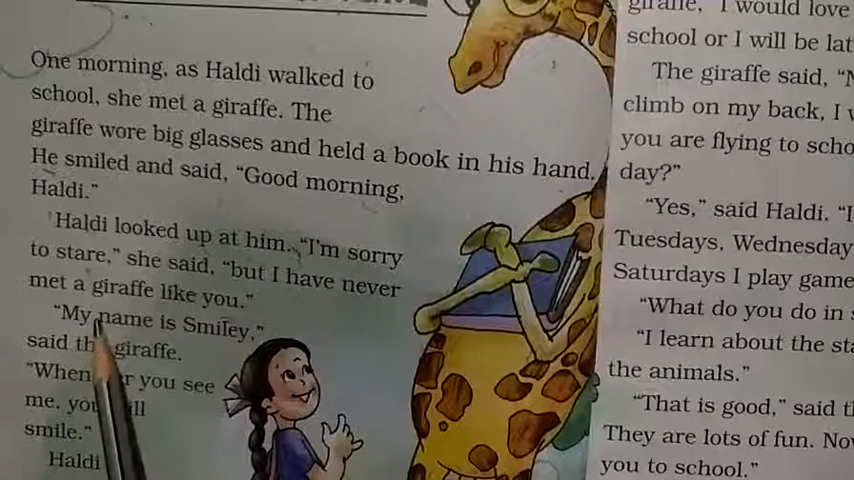 One morning, as Haldi walked to
school, she met a giraffe. The
giraffe wore big glasses and held a book in his hand.
He smiled and said, “Good morning,
Haldi.”
Haldi looked up at him. “I'm sorry
to stare,” she said, “but I have never
met a giraffe like you.”
“My name is Smiley,”
said the giraffe.
“When you see
me, you
smile.”
Haldi
giraffe, “I would love
school or I will be lat
The giraffe said, “N
climb on my back, I w
you are flying to scho
day?”
“Yes,” said Haldi. “I
Tuesdays, Wednesday
Saturdays I play game
“What do you do in s
“I learn about the sta
the animals.”
“That is good,” said th
They are lots of fun. Now
you to school.”